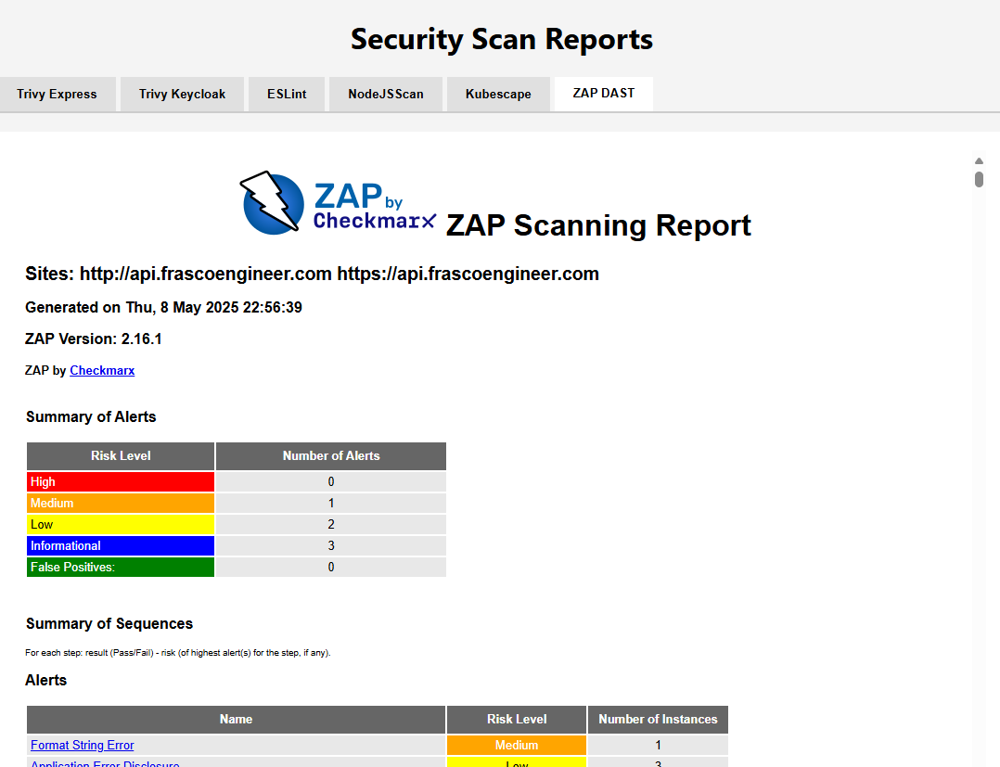 Security Scan Reports
Trivy Express Trivy Keycloak ESLint NodeJSScan Kubescape ZAP DAST
ZAP by
Checkmarx ZAP Scanning Report
Sites: http://api.frascoengineer.com https://api.frascoengineer.com
Generated on Thu, 8 May 2025 22:56:39
ZAP Version: 2.16.1
ZAP by Checkmarx
Summary of Alerts
Risk Level Number of Alerts
High 0
Medium 1
Low 2
Informational 3
False Positives: 0
Summary of Sequences
For each step: result (Pass/Fail) - risk (of highest alert(s) for the step, if any).
Alerts
Name Risk Level Number of Instances
Format String Error Medium 1
Application Error Disclosure Low 3